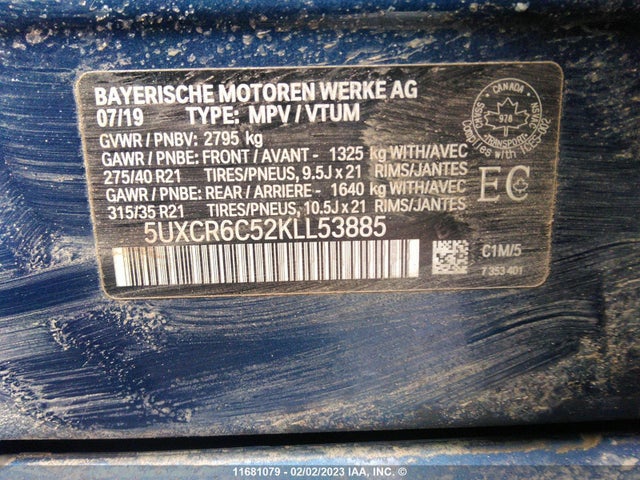 BAYERISCHE MOTOREN WERKE AG
07/19 TYPE: MPV / VTUM
GVWR / PNBV: 2795 kg
GAWR / PNBE: FRONT / AVANT - 1325 kg WITH/AVEC
275/40 R21 TIRES/PNEUS, 9.5J x 21 RIMS/JANTES
GAWR / PNBE: REAR / ARRIERE - 1640 kg WITH/AVEC
315/35 R21 TIRES/PNEUS, 10.5J x 21 RIMS/JANTES
5UXCR6C52KLL53885
CANADA
978
TRANSPORT
EC
C1M/5
7 353 401
11681079 - 02/02/2023 IAA, INC.